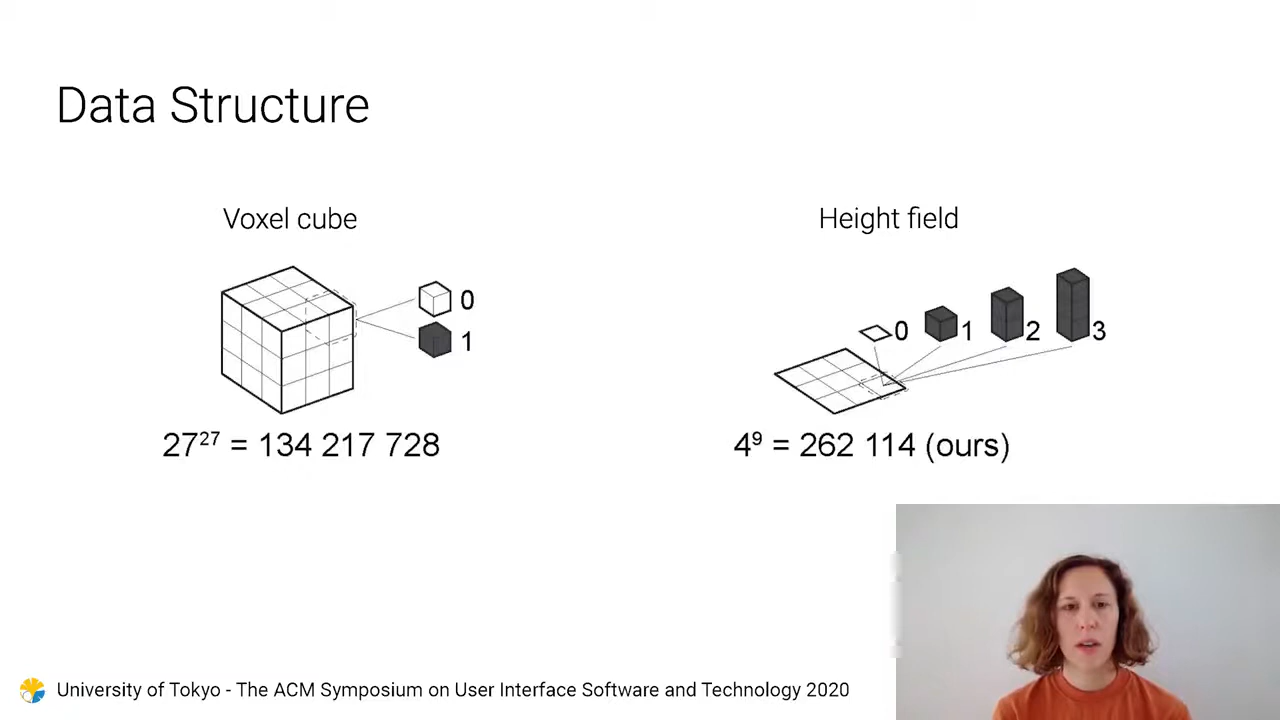 Data Structure
Voxel cube
Height field
0
1
0
1
2
3
27²⁷ = 134 217 728
4⁹ = 262 114 (ours)
University of Tokyo - The ACM Symposium on User Interface Software and Technology 2020